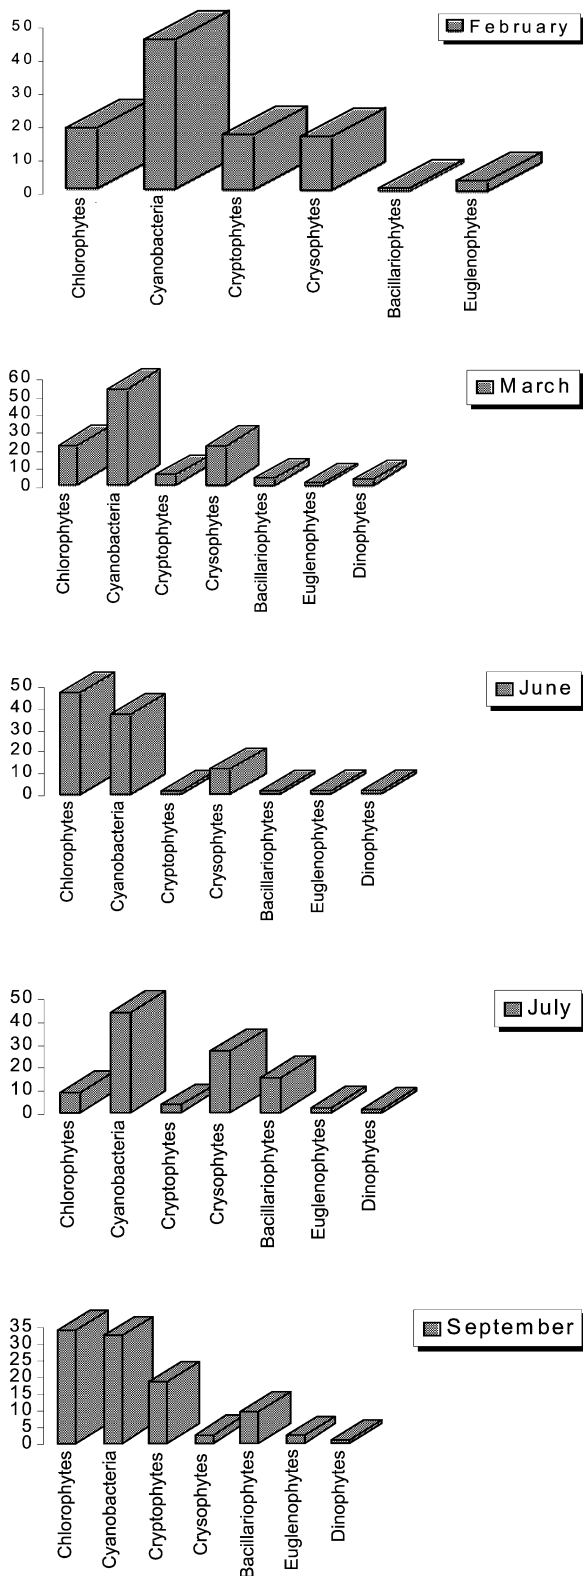 February
50
40
30
20
10
0
Chlorophytes
Cyanobacteria
Cryptophytes
Crysophytes
Bacillariophytes
Euglenophytes
March
60
50
40
30
20
10
0
Chlorophytes
Cyanobacteria
Cryptophytes
Crysophytes
Bacillariophytes
Euglenophytes
Dinophytes
June
50
40
30
20
10
0
Chlorophytes
Cyanobacteria
Cryptophytes
Crysophytes
Bacillariophytes
Euglenophytes
Dinophytes
July
50
40
30
20
10
0
Chlorophytes
Cyanobacteria
Cryptophytes
Crysophytes
Bacillariophytes
Euglenophytes
Dinophytes
September
35
30
25
20
15
10
5
0
Chlorophytes
Cyanobacteria
Cryptophytes
Crysophytes
Bacillariophytes
Euglenophytes
Dinophytes